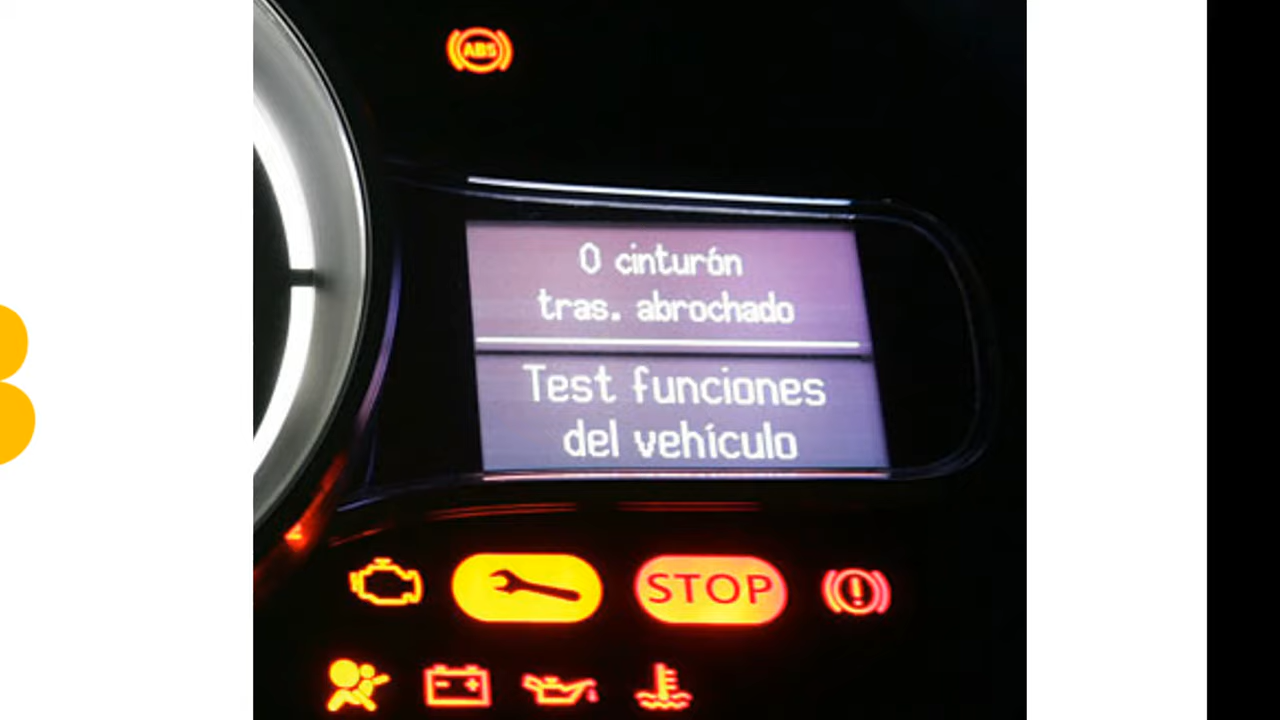 ABS
0 cinturón
tras. abrochado
Test funciones
del vehículo
STOP